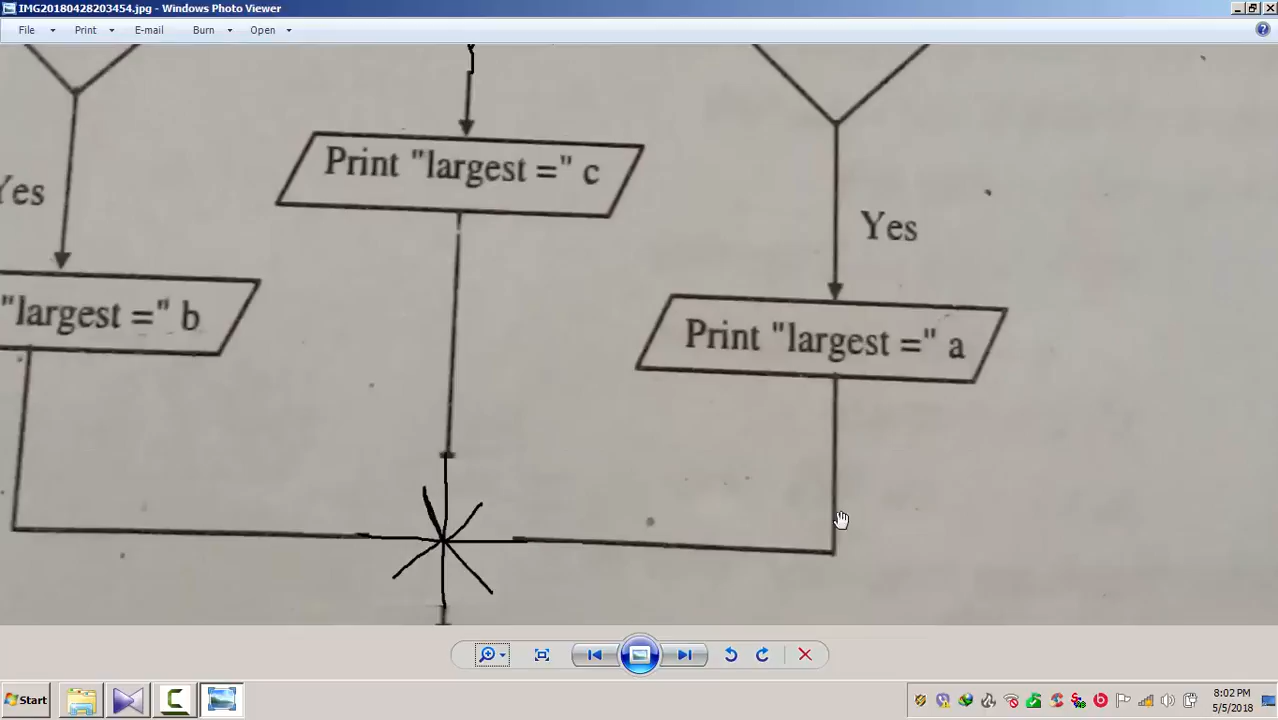 IMG20180428203454.jpg - Windows Photo Viewer
File Print E-mail Burn Open
Print "largest =" c
Yes
Yes
"largest =" b
Print "largest =" a
Start
8:02 PM
5/5/2018